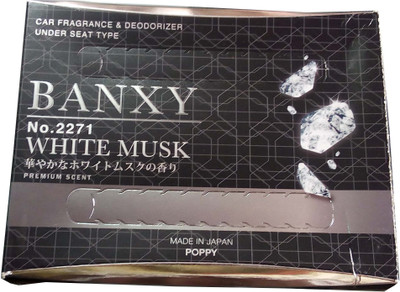 CAR FRAGRANCE & DEODORIZER
UNDER SEAT TYPE
BANXY
No.2271
WHITE MUSK
華やかなホワイトムスクの香り
PREMIUM SCENT
MADE IN JAPAN
POPPY